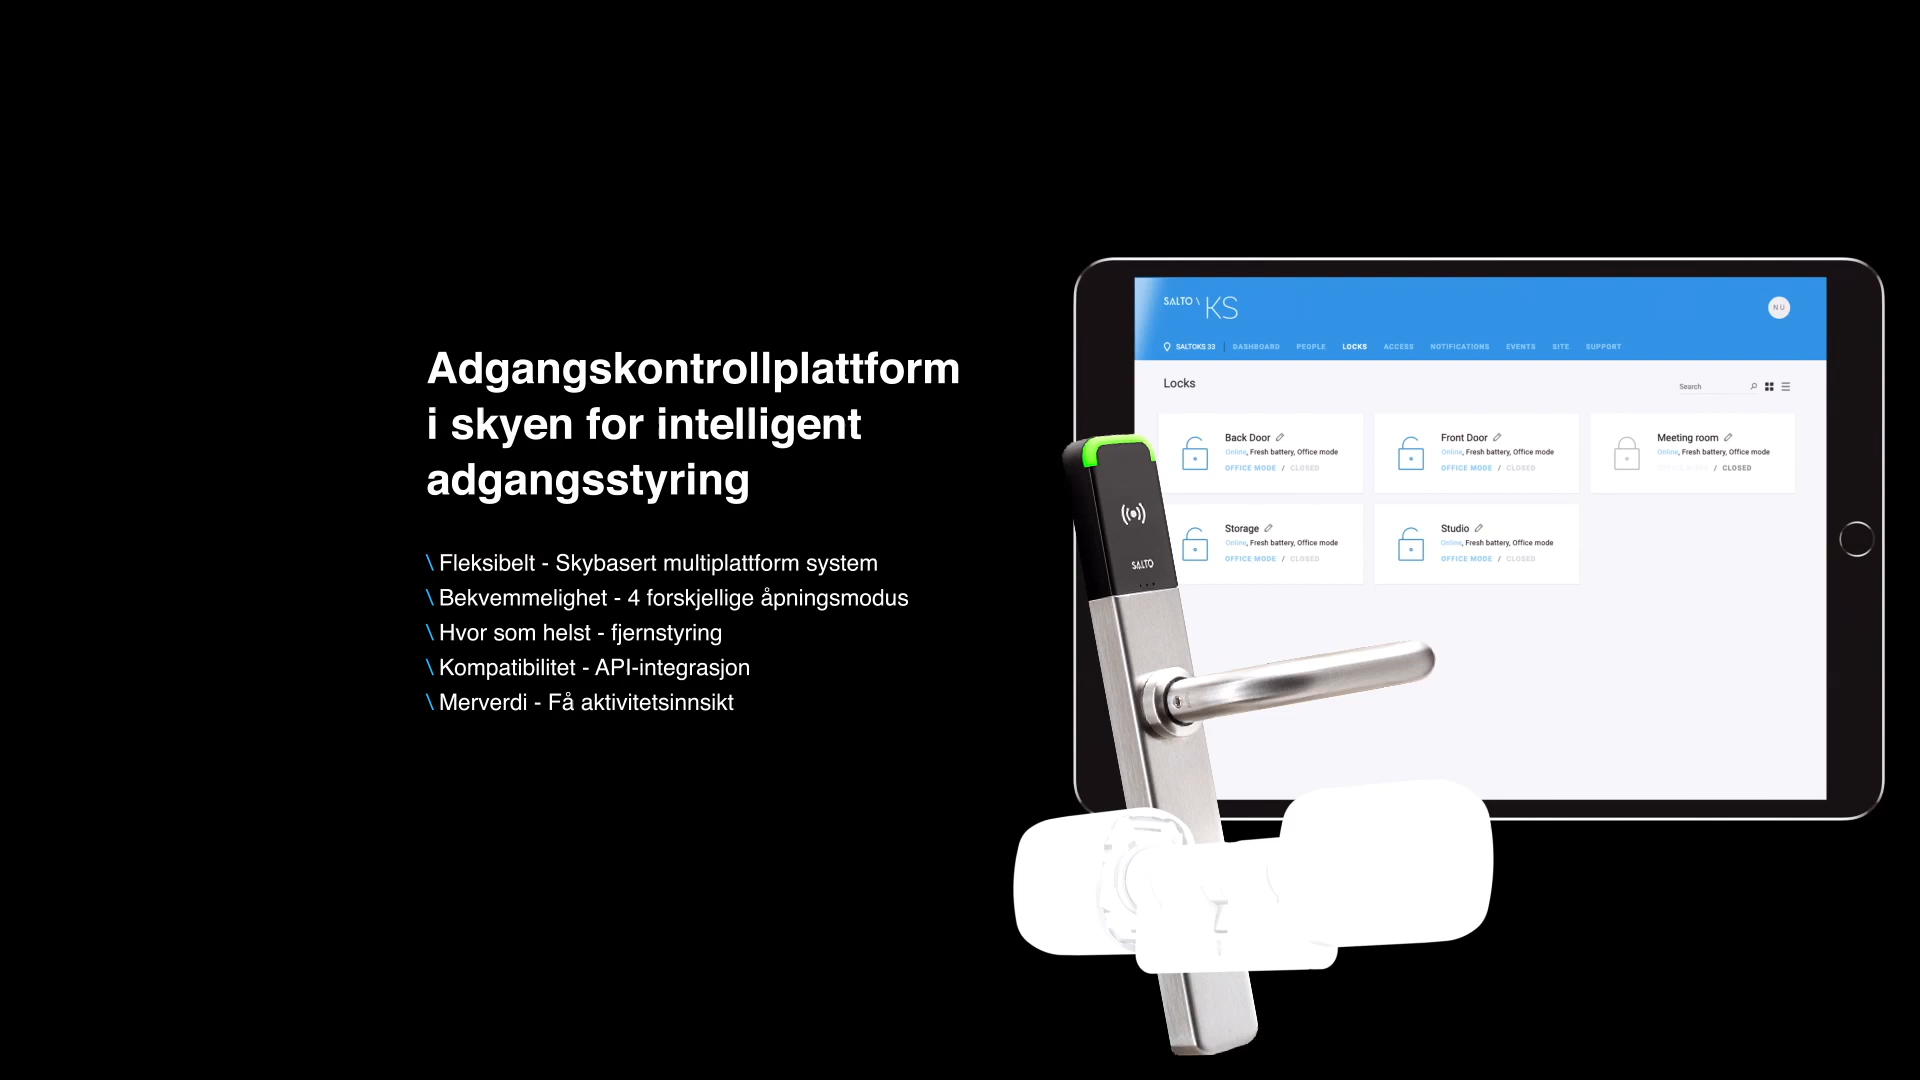 Adgangskontrollplattform
i skyen for intelligent
adgangsstyring
\ Fleksibelt - Skybasert multiplattform system
\ Bekvemmelighet - 4 forskjellige åpningsmodus
\ Hvor som helst - fjernstyring
\ Kompatibilitet - API-integrasjon
\ Merverdi - Få aktivitetsinnsikt
SALTO \ KS
NU
SALTOKS 33 | DASHBOARD PEOPLE LOCKS ACCESS NOTIFICATIONS EVENTS SITE SUPPORT
Locks
Search
Back Door
Online, Fresh battery, Office mode
OFFICE MODE / CLOSED
Front Door
Online, Fresh battery, Office mode
OFFICE MODE / CLOSED
Meeting room
Online, Fresh battery, Office mode
OFFICE MODE / CLOSED
Storage
Online, Fresh battery, Office mode
OFFICE MODE / CLOSED
Studio
Online, Fresh battery, Office mode
OFFICE MODE / CLOSED
SALTO